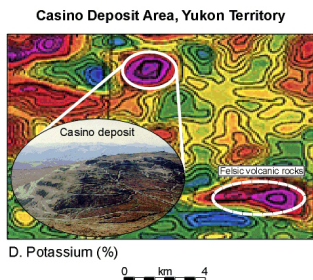 Casino Deposit Area, Yukon Territory
Casino deposit
Felsic volcanic rocks
D. Potassium (%)
0 km 4